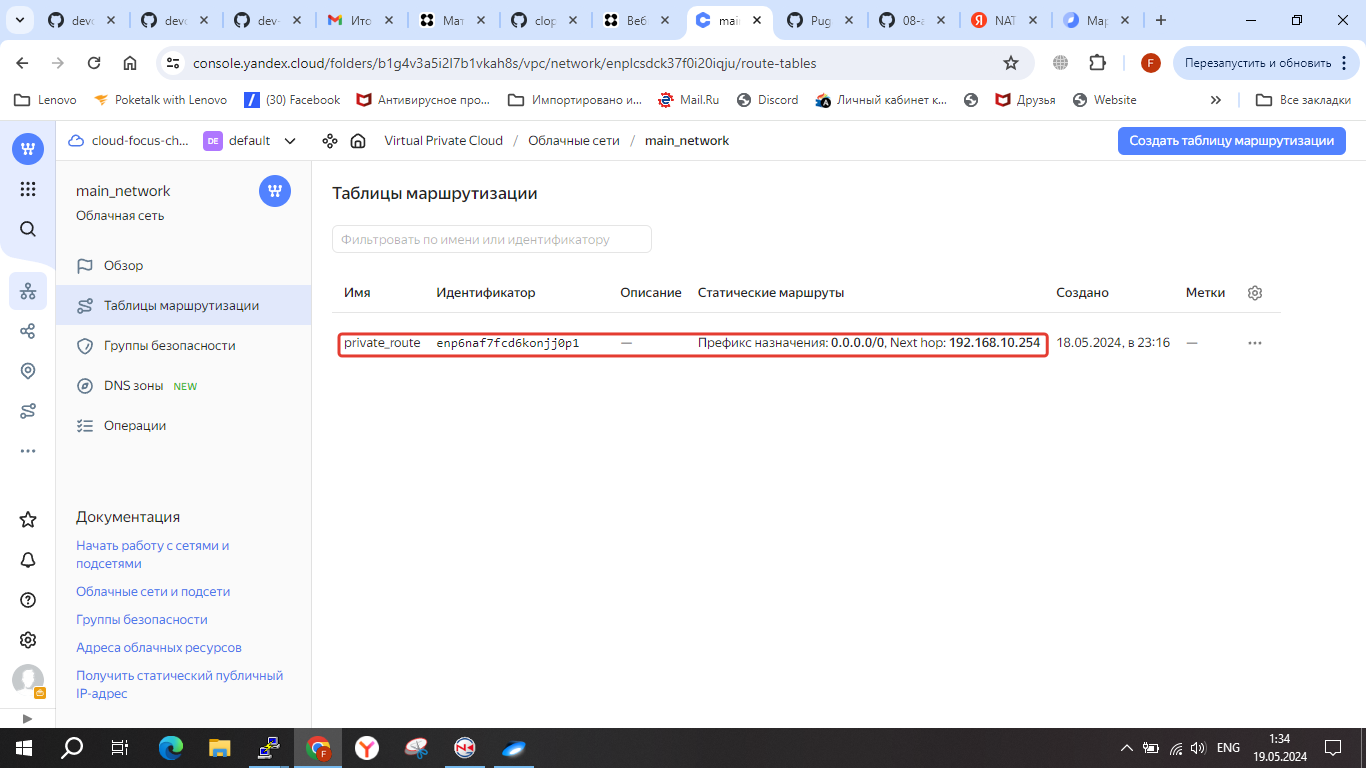 devo
devo
dev-
Ито
Мат
clop
Веб
mai
Pug
08-a
NAT
Мар
console.yandex.cloud/folders/b1g4v3a5i2l7b1vkah8s/vpc/network/enplcsdck37f0i20iqju/route-tables
F
Перезапустить и обновить
Lenovo
Poketalk with Lenovo
(30) Facebook
Антивирусное про...
Импортировано и...
Mail.Ru
Discord
Личный кабинет к...
Друзья
Website
Все закладки
cloud-focus-ch...
DE
default
Virtual Private Cloud / Облачные сети / main_network
Создать таблицу маршрутизации
main_network
Облачная сеть
Обзор
Таблицы маршрутизации
Группы безопасности
DNS зоны NEW
Операции
Документация
Начать работу с сетями и
подсетями
Облачные сети и подсети
Группы безопасности
Адреса облачных ресурсов
Получить статический публичный
IP-адрес
Таблицы маршрутизации
Фильтровать по имени или идентификатору
Имя Идентификатор Описание Статические маршруты Создано Метки
private_route enp6naf7fcd6konjj0p1 — Префикс назначения: 0.0.0.0/0, Next hop: 192.168.10.254 18.05.2024, в 23:16 —
ENG
1:34
19.05.2024